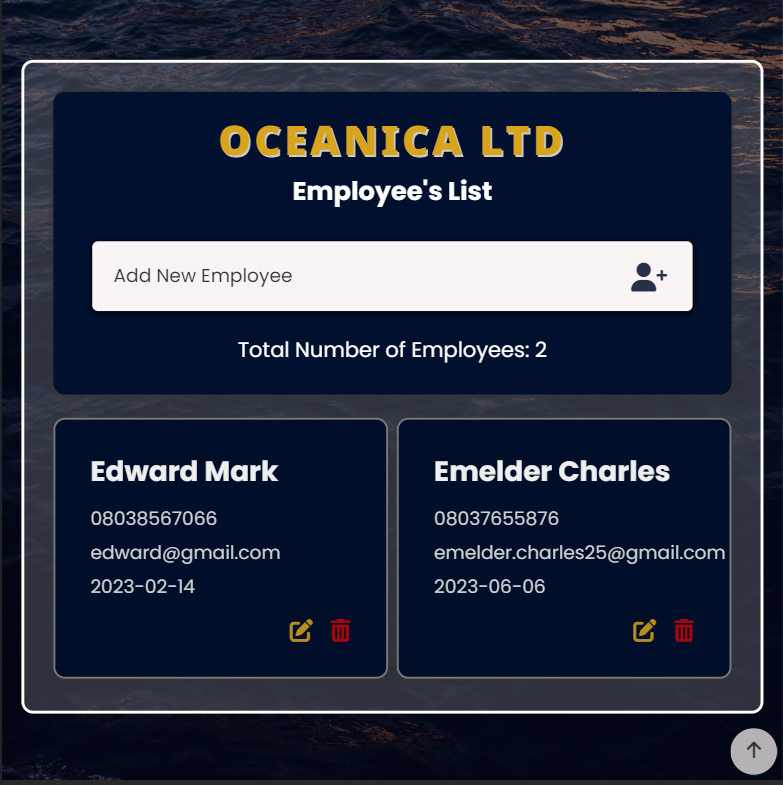 OCEANICA LTD
Employee's List
Add New Employee
Total Number of Employees: 2
Edward Mark
08038567066
edward@gmail.com
2023-02-14
Emelder Charles
08037655876
emelder.charles25@gmail.com
2023-06-06